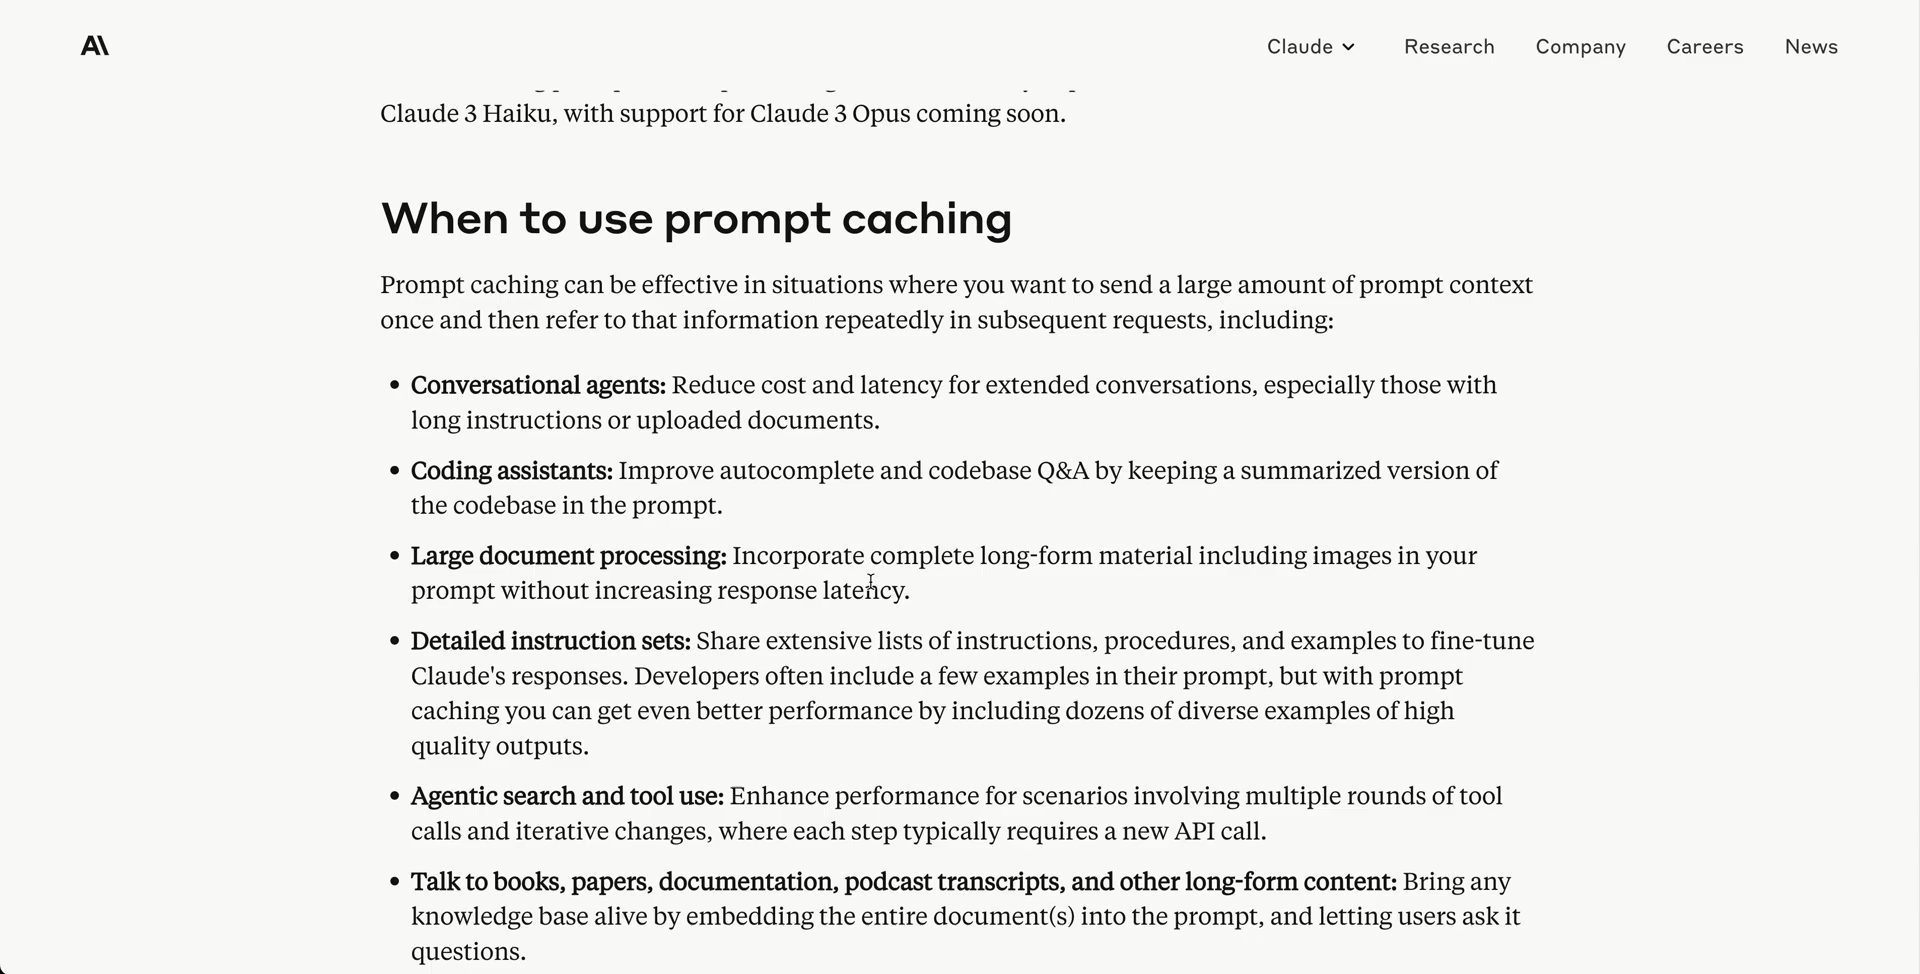 A\
Claude
Research
Company
Careers
News
Claude 3 Haiku, with support for Claude 3 Opus coming soon.
When to use prompt caching
Prompt caching can be effective in situations where you want to send a large amount of prompt context
once and then refer to that information repeatedly in subsequent requests, including:
• Conversational agents: Reduce cost and latency for extended conversations, especially those with
long instructions or uploaded documents.
• Coding assistants: Improve autocomplete and codebase Q&A by keeping a summarized version of
the codebase in the prompt.
• Large document processing: Incorporate complete long-form material including images in your
prompt without increasing response latency.
• Detailed instruction sets: Share extensive lists of instructions, procedures, and examples to fine-tune
Claude's responses. Developers often include a few examples in their prompt, but with prompt
caching you can get even better performance by including dozens of diverse examples of high
quality outputs.
• Agentic search and tool use: Enhance performance for scenarios involving multiple rounds of tool
calls and iterative changes, where each step typically requires a new API call.
• Talk to books, papers, documentation, podcast transcripts, and other long-form content: Bring any
knowledge base alive by embedding the entire document(s) into the prompt, and letting users ask it
questions.